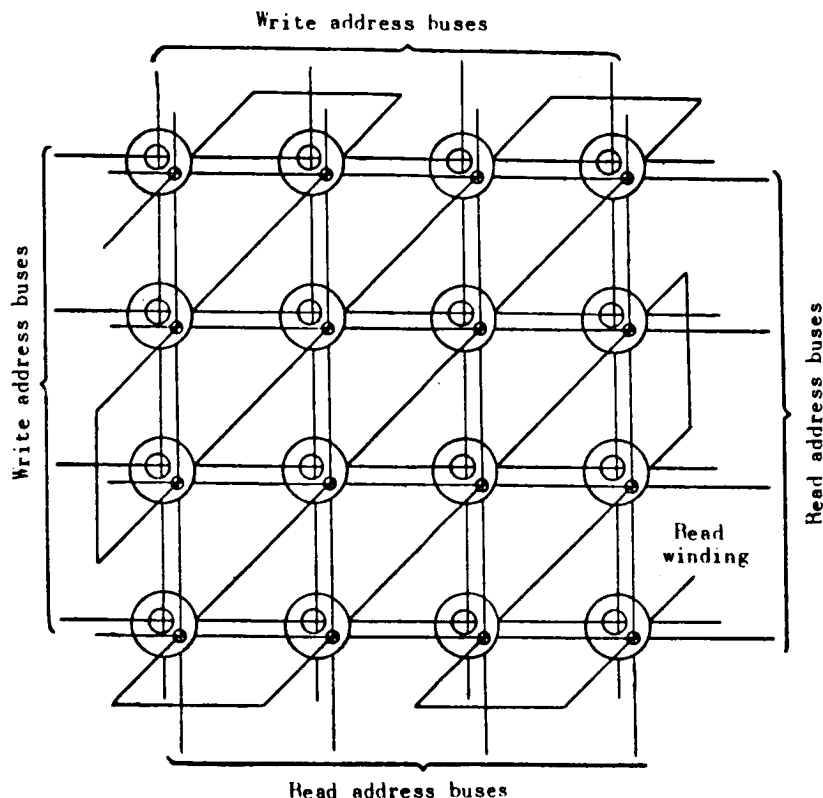 Write address buses
Write address buses
Read address buses
Read
winding
Read address buses